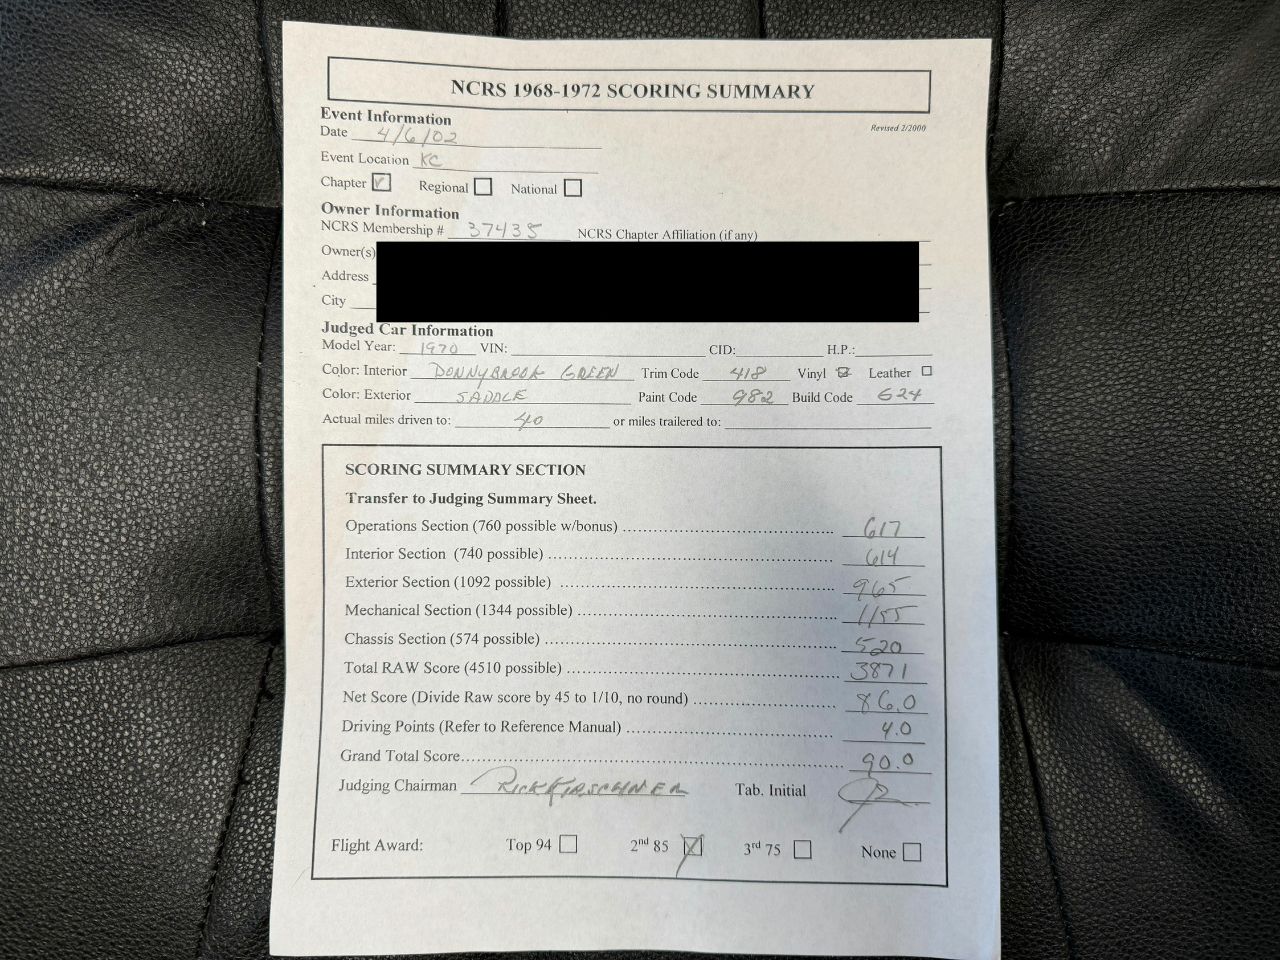 NCRS 1968-1972 SCORING SUMMARY
Event Information
Revised 2/2000
Date 4/6/02
Event Location KC
Chapter Regional National
Owner Information
NCRS Membership # 37435 NCRS Chapter Affiliation (if any)
Owner(s)
Address
City
Judged Car Information
Model Year: 1970 VIN: CID: H.P.:
Color: Interior DONNYBROOK GREEN Trim Code 418 Vinyl Leather
Color: Exterior SADDLE Paint Code 982 Build Code 624
Actual miles driven to: 40 or miles trailered to:
SCORING SUMMARY SECTION
Transfer to Judging Summary Sheet.
Operations Section (760 possible w/bonus) 617
Interior Section (740 possible) 614
Exterior Section (1092 possible) 965
Mechanical Section (1344 possible) 1155
Chassis Section (574 possible) 520
Total RAW Score (4510 possible) 3871
Net Score (Divide Raw score by 45 to 1/10, no round) 86.0
Driving Points (Refer to Reference Manual) 4.0
Grand Total Score 90.0
Judging Chairman RICK KIRSCHNER Tab. Initial
Flight Award: Top 94 2nd 85 3rd 75 None